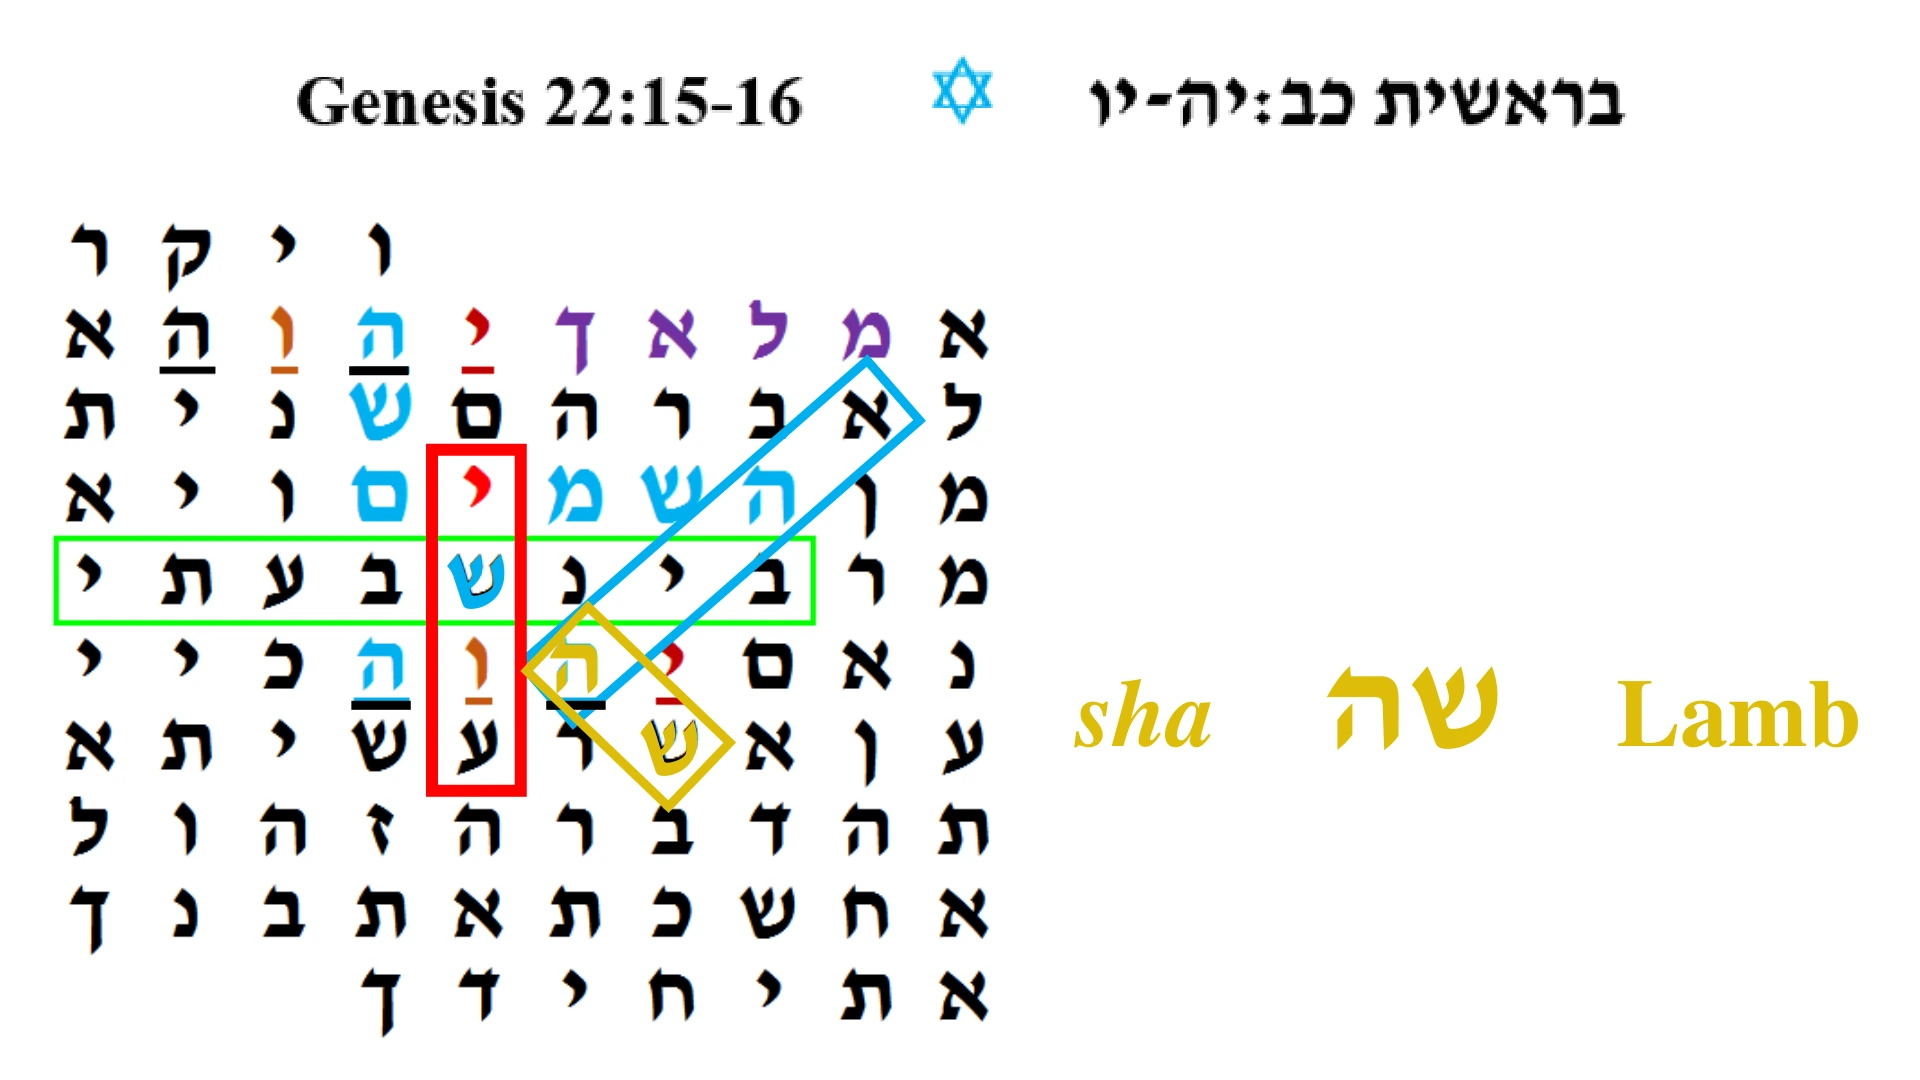 Genesis 22:15-16 ✡ בראשית כב:יה-יו
ו י ק ר
א מ ל א ך י ה ו ה א
ל א ב ר ה ם ש נ י ת
מ ן ה ש מ י ם ו י א
מ ר ב י נ ש ב ע ת י
נ א ם י ה ו ה כ י י
ע ן א ש ר ע ש י ת א
ת ה ד ב ר ה ז ה ו ל
א ח ש כ ת א ת ב נ ך
א ת י ח י ד ך
sha שה Lamb